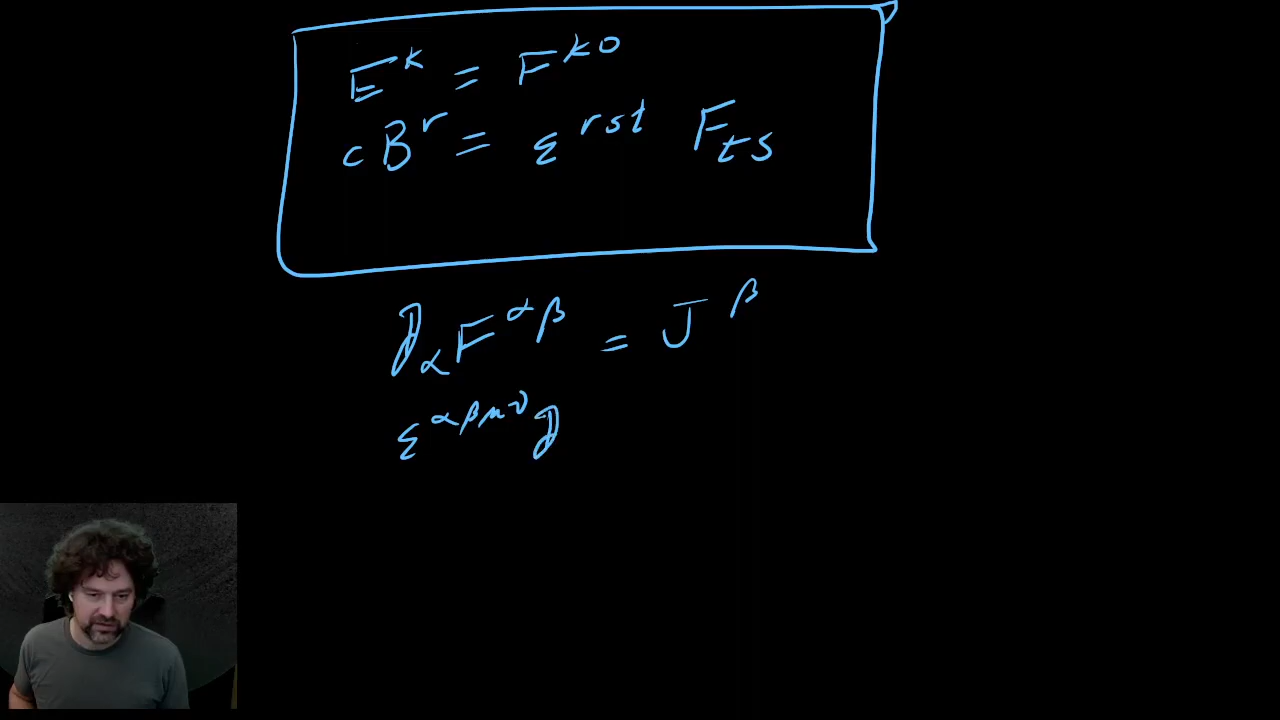 E^k = F^{k0}
cB^r = ε^{rst} F_{ts}
∂_α F^{αβ} = J^β
ε^{αβμν} ∂